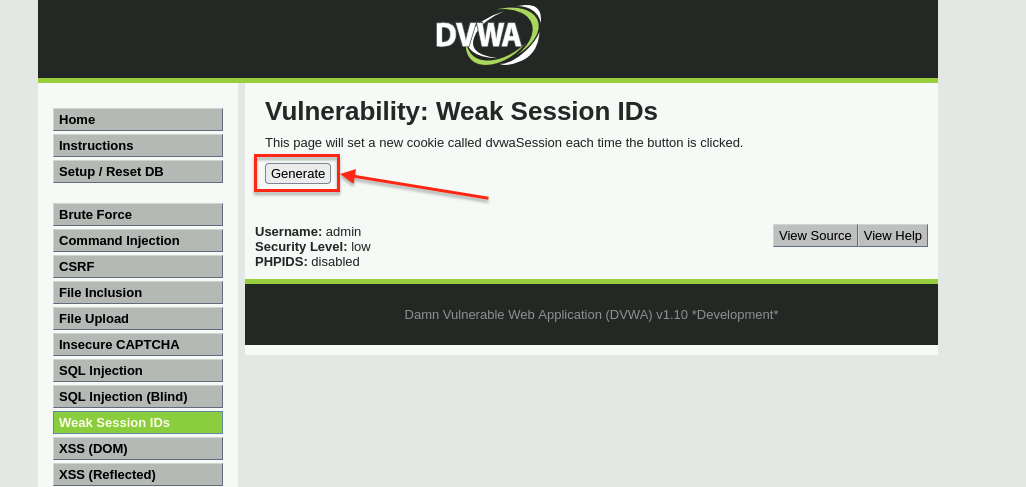 DVWA
Home
Instructions
Setup / Reset DB
Brute Force
Command Injection
CSRF
File Inclusion
File Upload
Insecure CAPTCHA
SQL Injection
SQL Injection (Blind)
Weak Session IDs
XSS (DOM)
XSS (Reflected)
Vulnerability: Weak Session IDs
This page will set a new cookie called dvwaSession each time the button is clicked.
Generate
Username: admin
Security Level: low
PHPIDS: disabled
View Source View Help
Damn Vulnerable Web Application (DVWA) v1.10 *Development*